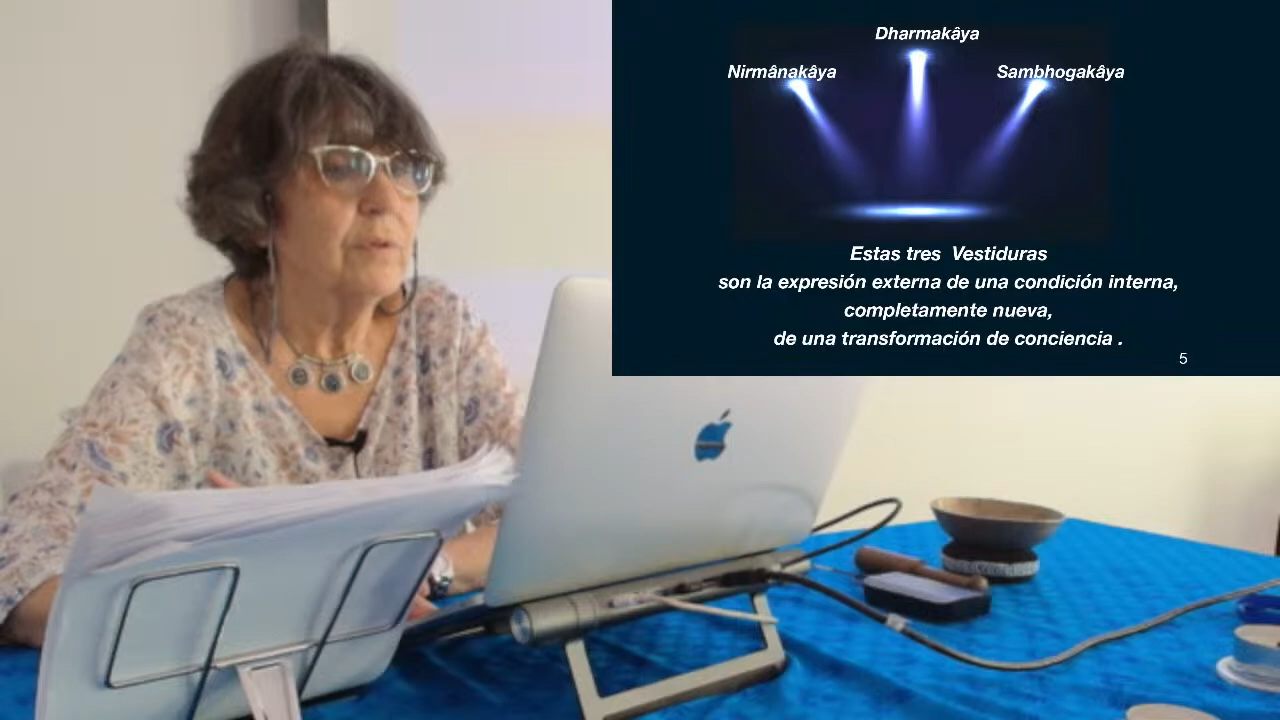 Dharmakâya
Nirmânakâya
Sambhogakâya
Estas tres Vestiduras
son la expresión externa de una condición interna,
completamente nueva,
de una transformación de conciencia .
5